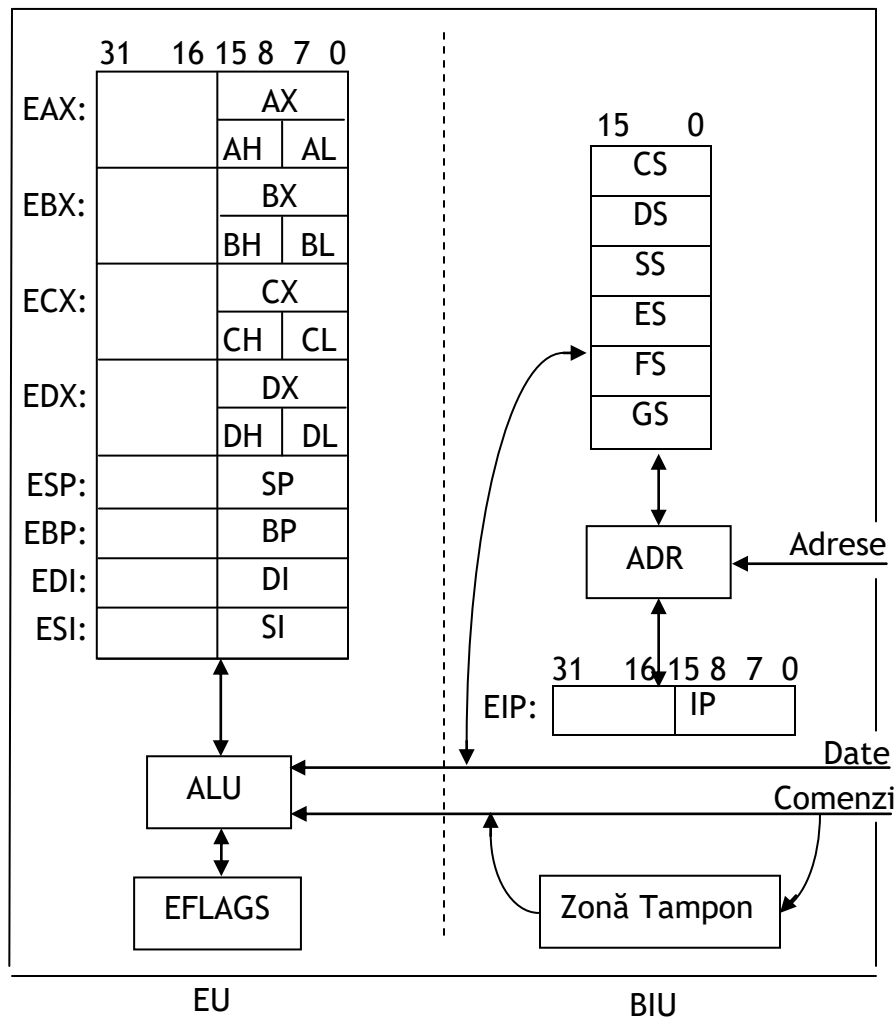 31 16 15 8 7 0
EAX:
AX
AH AL
EBX:
BX
BH BL
ECX:
CX
CH CL
EDX:
DX
DH DL
ESP: SP
EBP: BP
EDI: DI
ESI: SI
ALU
EFLAGS
EU
15 0
CS
DS
SS
ES
FS
GS
ADR
Adrese
31 16 15 8 7 0
EIP: IP
Date
Comenzi
Zonă Tampon
BIU